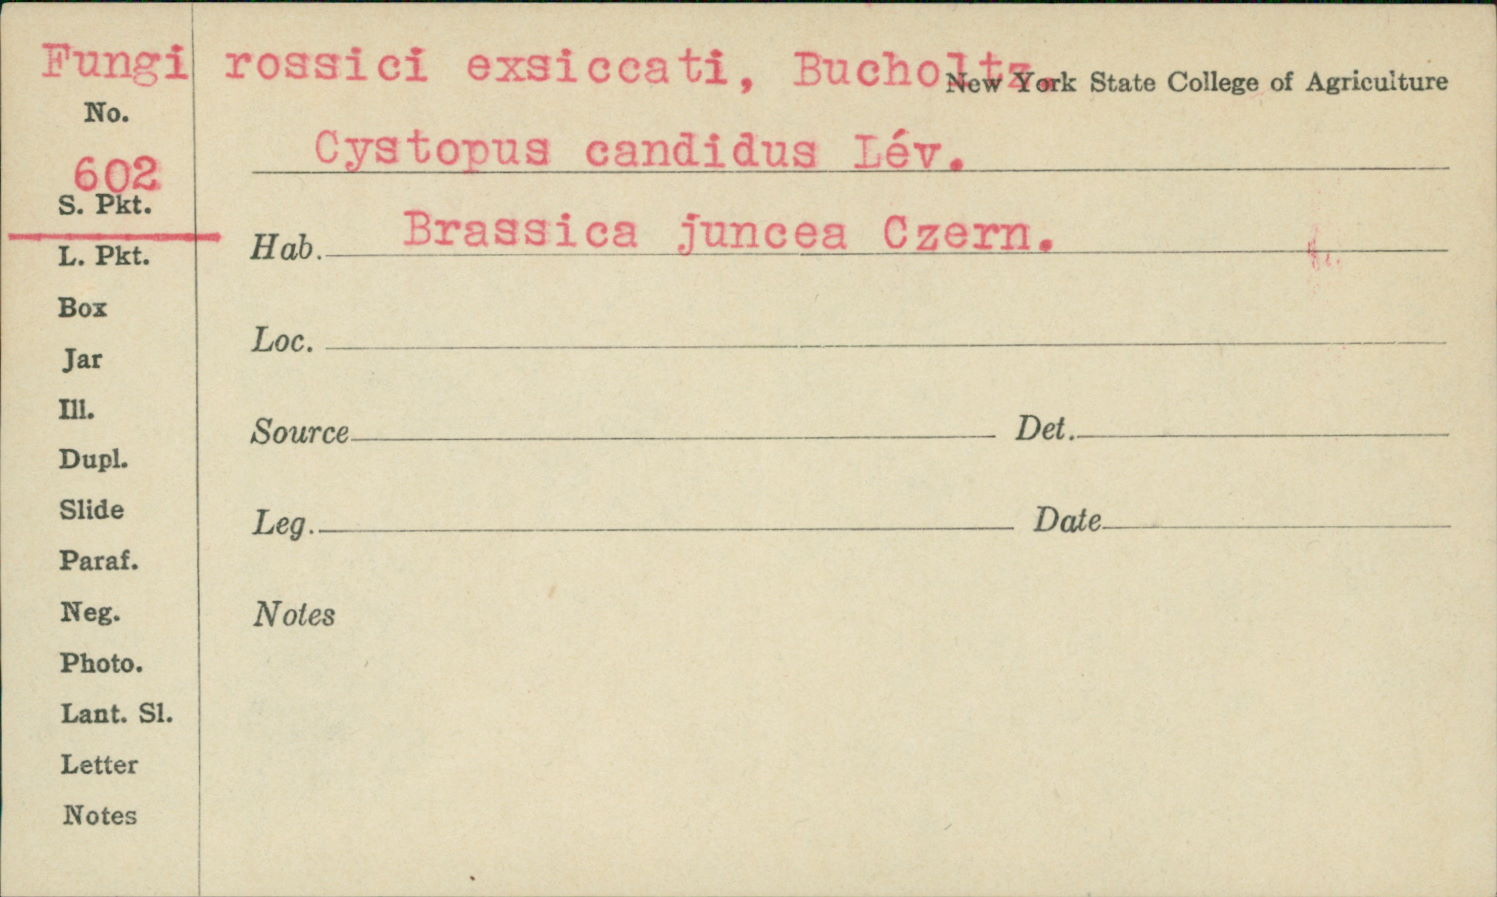 Fungi rossici exsiccati, Bucholtz.
New York State College of Agriculture
No.
602
Cystopus candidus Lév.
S. Pkt.
Hab. Brassica juncea Czern.
L. Pkt.
Box
Loc.
Jar
Ill.
Source Det.
Dupl.
Slide
Leg. Date
Paraf.
Neg.
Notes
Photo.
Lant. Sl.
Letter
Notes